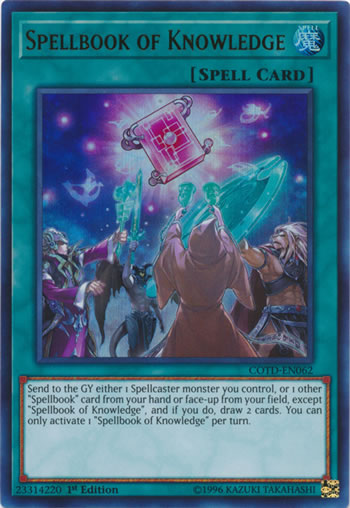 SPELLBOOK OF KNOWLEDGE
SPELL
魔
[SPELL CARD]
COTD-EN062
Send to the GY either 1 Spellcaster monster you control, or 1 other
"Spellbook" card from your hand or face-up from your field, except
"Spellbook of Knowledge", and if you do, draw 2 cards. You can
only activate 1 "Spellbook of Knowledge" per turn.
23314220 1st Edition ©1996 KAZUKI TAKAHASHI